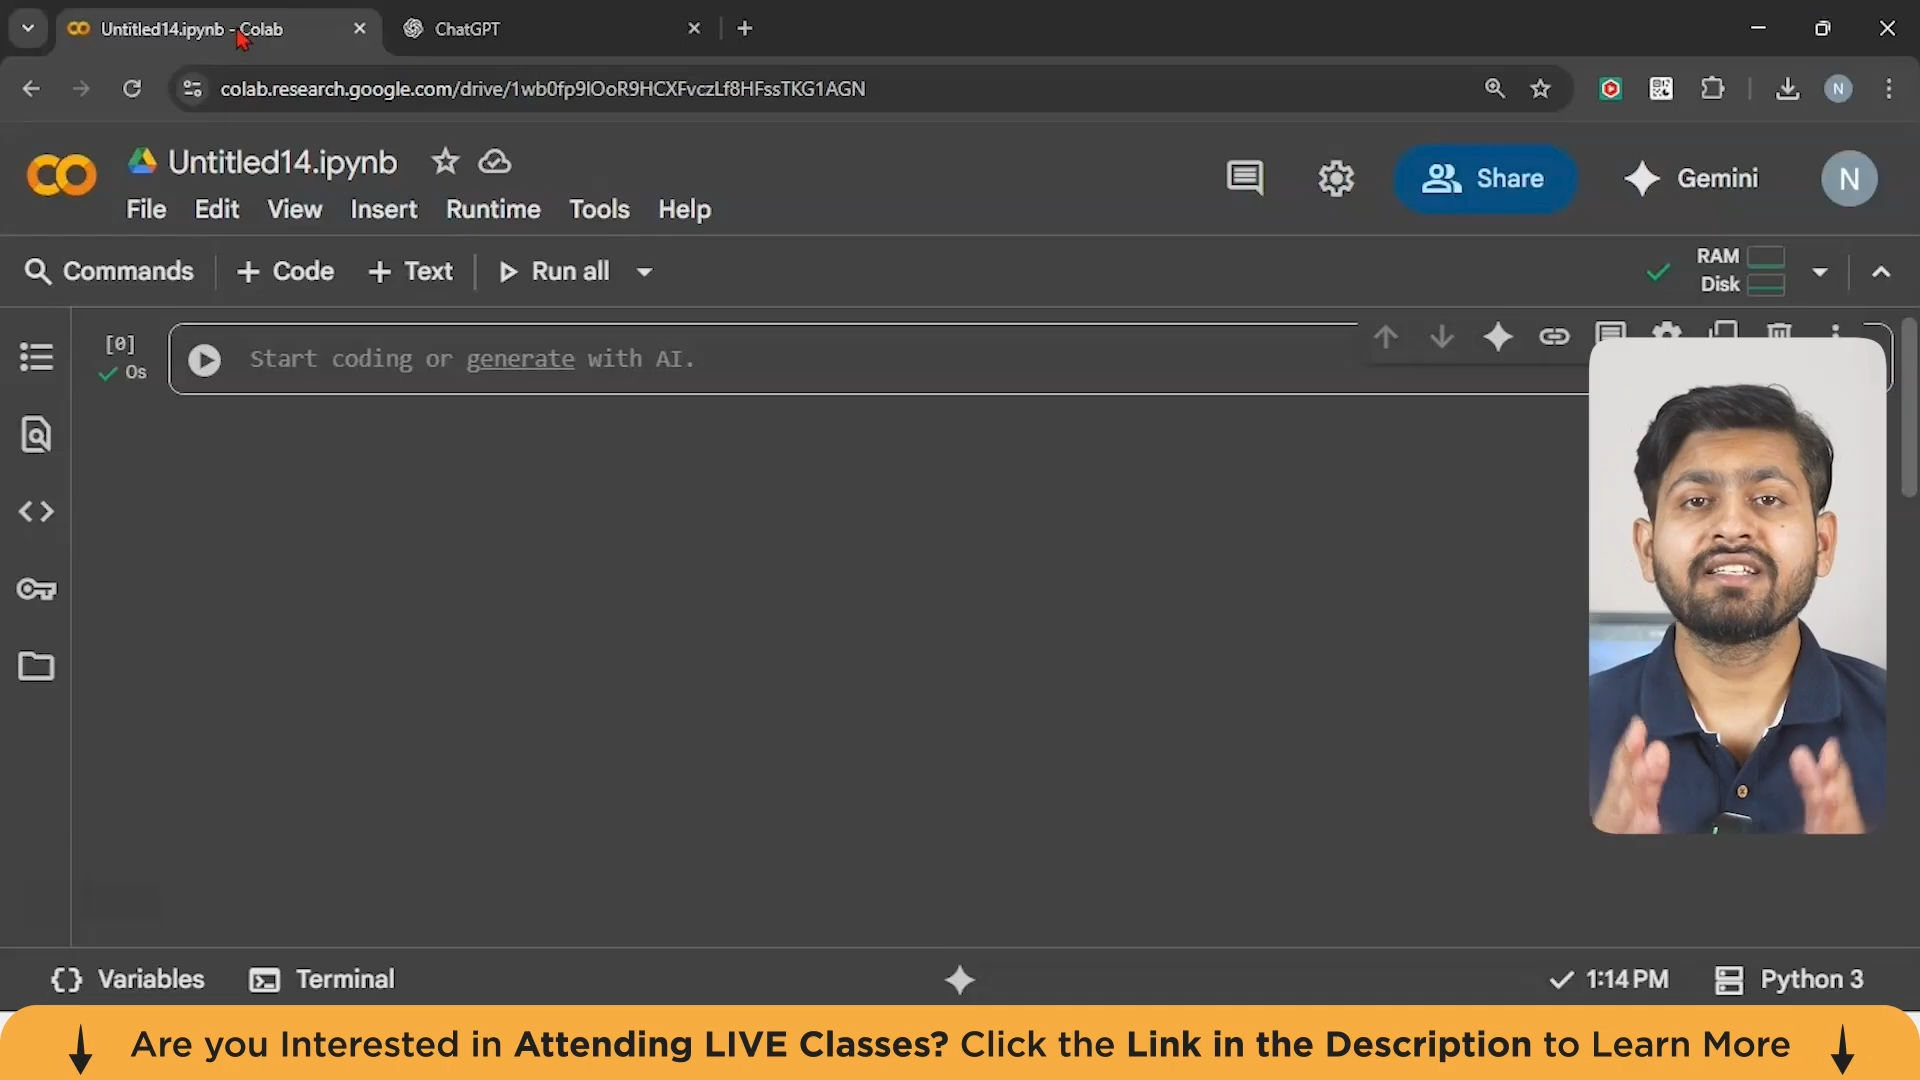 Untitled14.ipynb - Colab
ChatGPT
colab.research.google.com/drive/1wb0fp9lOoR9HCXFvczLf8HFssTKG1AGN
N
Untitled14.ipynb
Share
Gemini
N
File Edit View Insert Runtime Tools Help
Commands + Code + Text Run all
RAM
Disk
[0]
0s
Start coding or generate with AI.
Variables
Terminal
1:14 PM
Python 3
Are you Interested in Attending LIVE Classes? Click the Link in the Description to Learn More